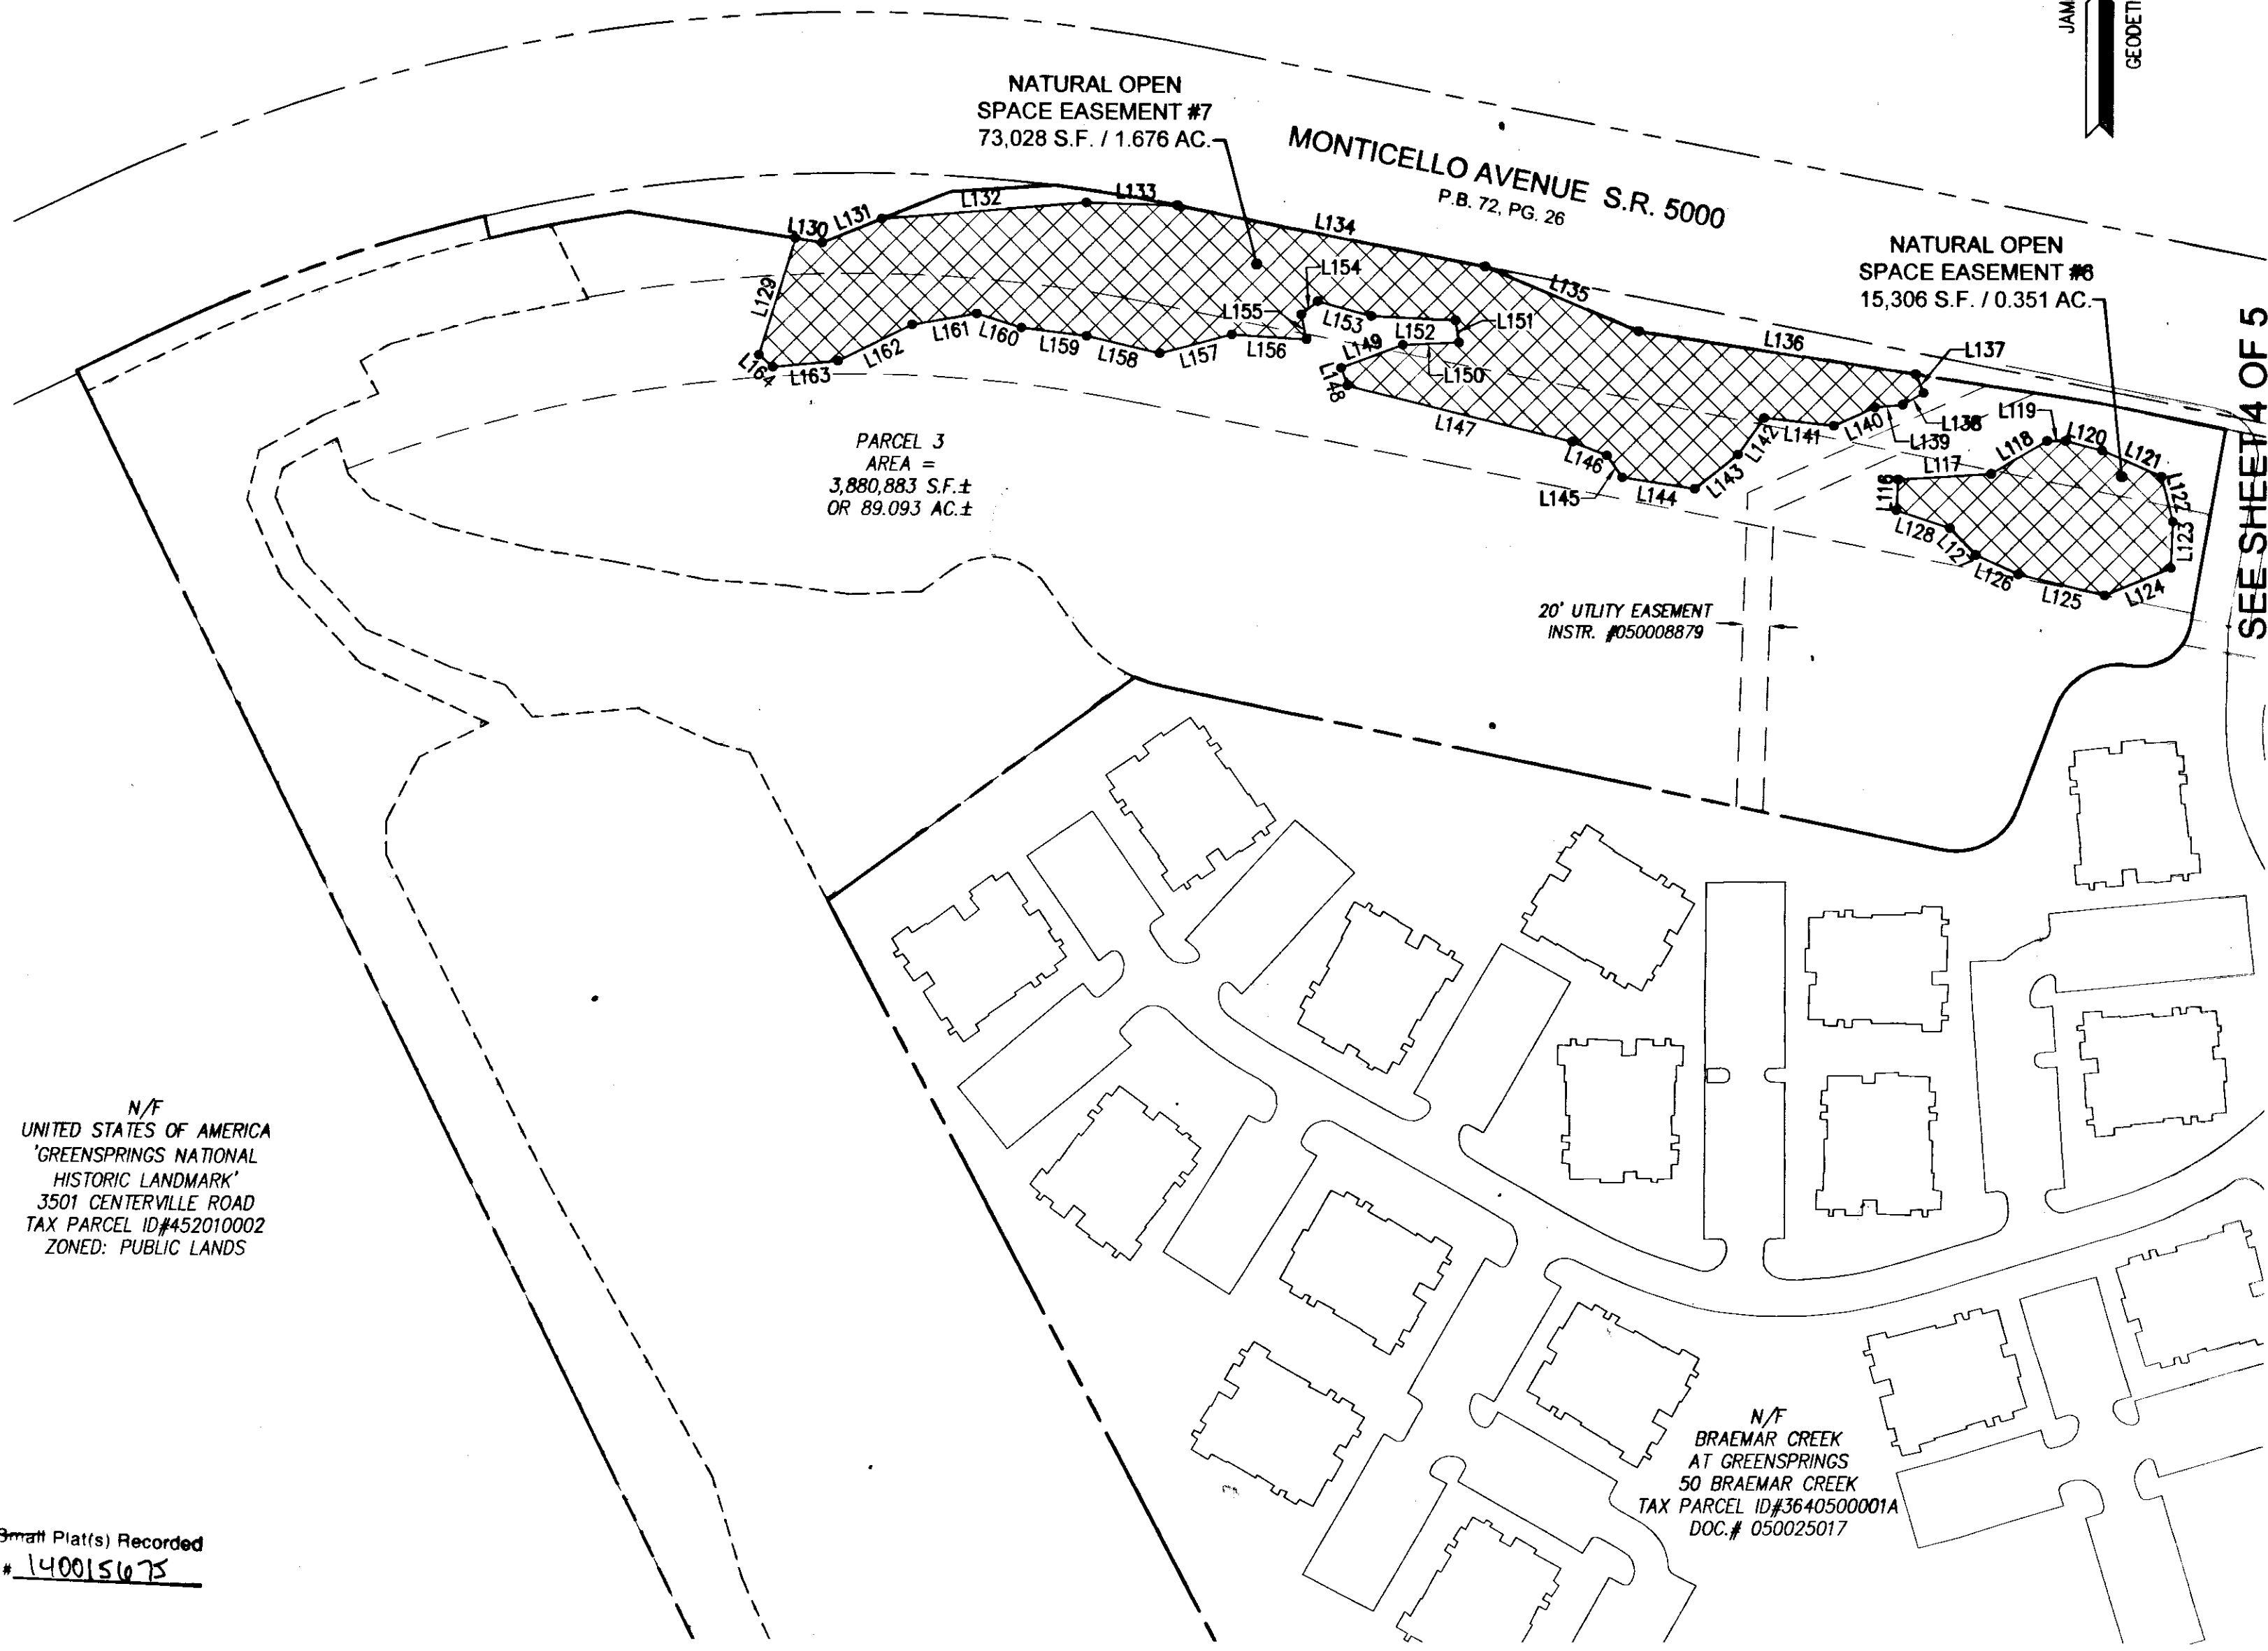 JAM
GEODETI
NATURAL OPEN
SPACE EASEMENT #7
73,028 S.F. / 1.676 AC.
MONTICELLO AVENUE S.R. 5000
P.B. 72, PG. 26
NATURAL OPEN
SPACE EASEMENT #6
15,306 S.F. / 0.351 AC.
SEE SHEET 4 OF 5
L129
L130
L131
L132
L133
L134
L135
L136
L137
L138
L139
L140
L141
L142
L143
L144
L145
L146
L147
L148
L149
L150
L151
L152
L153
L154
L155
L156
L157
L158
L159
L160
L161
L162
L163
L164
L116
L117
L118
L119
L120
L121
L122
L123
L124
L125
L126
L127
L128
PARCEL 3
AREA =
3,880,883 S.F.±
OR 89.093 AC.±
20' UTLITY EASEMENT
INSTR. #050008879
N/F
UNITED STATES OF AMERICA
'GREENSPRINGS NATIONAL
HISTORIC LANDMARK'
3501 CENTERVILLE ROAD
TAX PARCEL ID#452010002
ZONED: PUBLIC LANDS
N/F
BRAEMAR CREEK
AT GREENSPRINGS
50 BRAEMAR CREEK
TAX PARCEL ID#3640500001A
DOC.# 050025017
Small Plat(s) Recorded
# 140015675